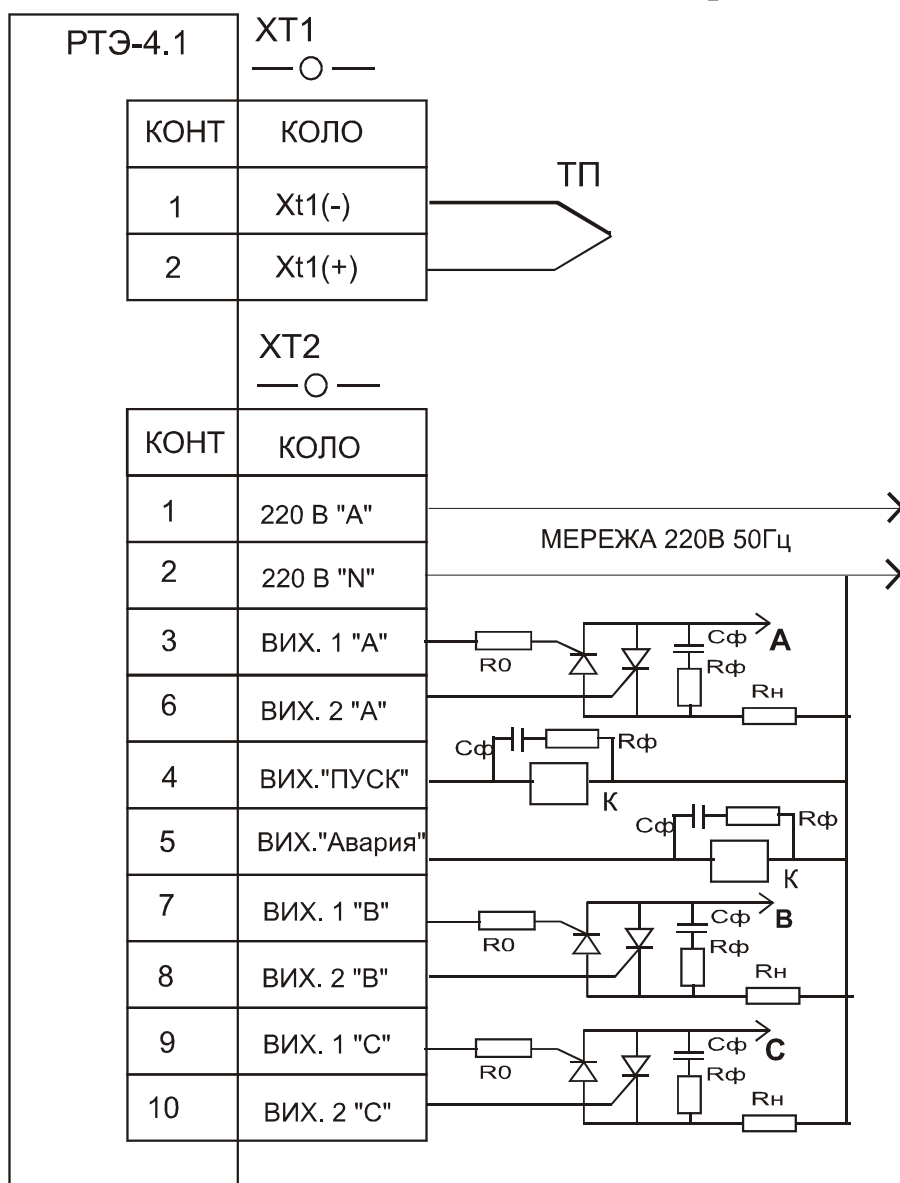 РТЭ-4.1
XT1
КОНТ КОЛО
1 Xt1(-)
2 Xt1(+)
ТП
XT2
КОНТ КОЛО
1 220 В "A"
МЕРЕЖА 220В 50Гц
2 220 В "N"
3 ВИХ. 1 "A"
R0
Сф
A
Rф
Rн
6 ВИХ. 2 "A"
Сф
Rф
4 ВИХ."ПУСК"
К
Сф
Rф
5 ВИХ."Авария"
К
7 ВИХ. 1 "B"
R0
Сф
B
Rф
Rн
8 ВИХ. 2 "B"
9 ВИХ. 1 "C"
R0
Сф
C
Rф
Rн
10 ВИХ. 2 "C"